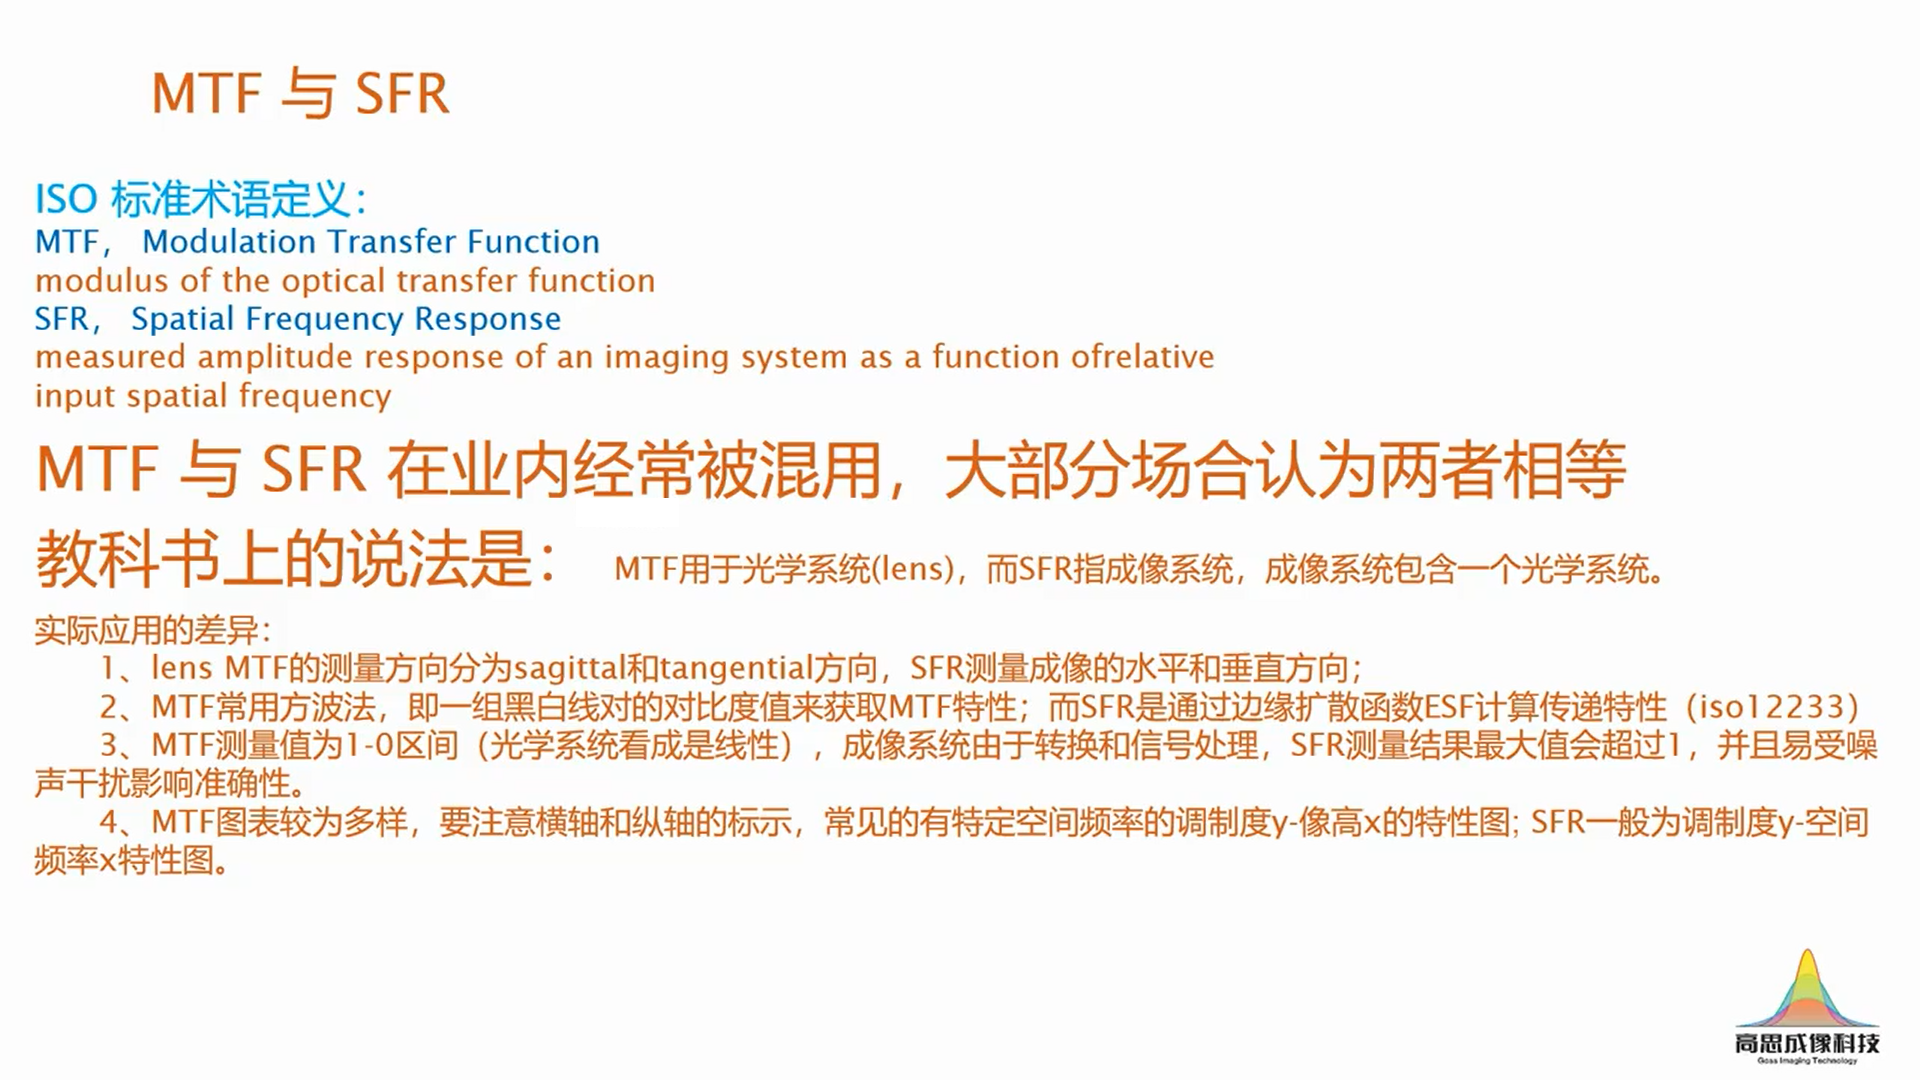 MTF 与 SFR
ISO 标准术语定义：
MTF， Modulation Transfer Function
modulus of the optical transfer function
SFR， Spatial Frequency Response
measured amplitude response of an imaging system as a function ofrelative
input spatial frequency
MTF 与 SFR 在业内经常被混用，大部分场合认为两者相等
教科书上的说法是： MTF用于光学系统(lens)，而SFR指成像系统，成像系统包含一个光学系统。
实际应用的差异：
1、lens MTF的测量方向分为sagittal和tangential方向，SFR测量成像的水平和垂直方向；
2、MTF常用方波法，即一组黑白线对的对比度值来获取MTF特性；而SFR是通过边缘扩散函数ESF计算传递特性（iso12233）
3、MTF测量值为1-0区间（光学系统看成是线性），成像系统由于转换和信号处理，SFR测量结果最大值会超过1，并且易受噪
声干扰影响准确性。
4、MTF图表较为多样，要注意横轴和纵轴的标示，常见的有特定空间频率的调制度y-像高x的特性图; SFR一般为调制度y-空间
频率x特性图。
高思成像科技
Goss Imaging Technology